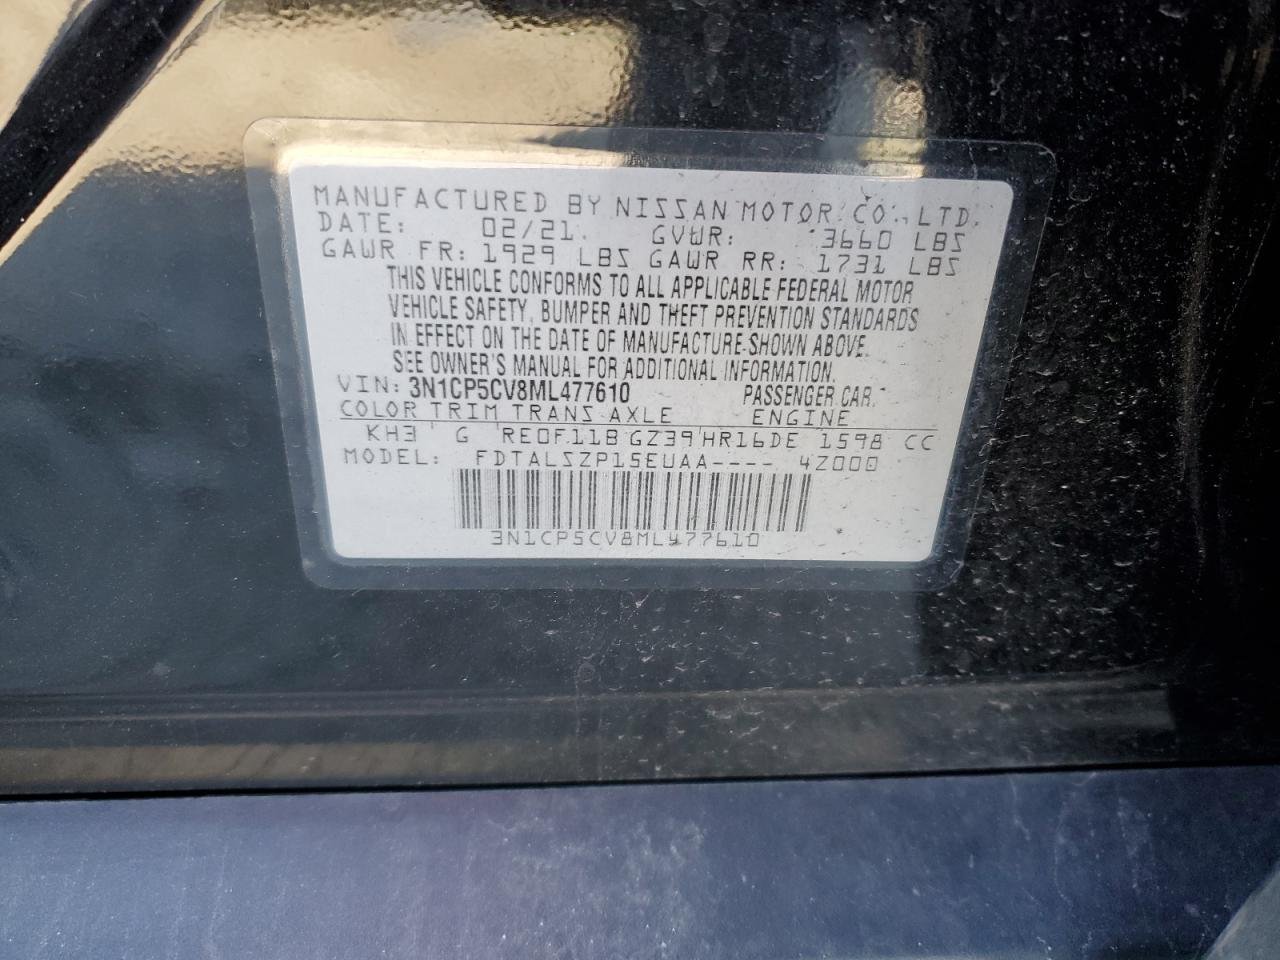 MANUFACTURED BY NISSAN MOTOR CO., LTD.
DATE: 02/21 GVWR: 3660 LBS
GAWR FR: 1929 LBS GAWR RR: 1731 LBS
THIS VEHICLE CONFORMS TO ALL APPLICABLE FEDERAL MOTOR
VEHICLE SAFETY, BUMPER AND THEFT PREVENTION STANDARDS
IN EFFECT ON THE DATE OF MANUFACTURE SHOWN ABOVE.
SEE OWNER'S MANUAL FOR ADDITIONAL INFORMATION.
VIN: 3N1CP5CV8ML477610 PASSENGER CAR
COLOR TRIM TRANS AXLE ENGINE
KH3 G RE0F11B GZ39 HR16DE 1598 CC
MODEL: FDTALSZP15EUAA---- 4Z000
3N1CP5CV8ML477610